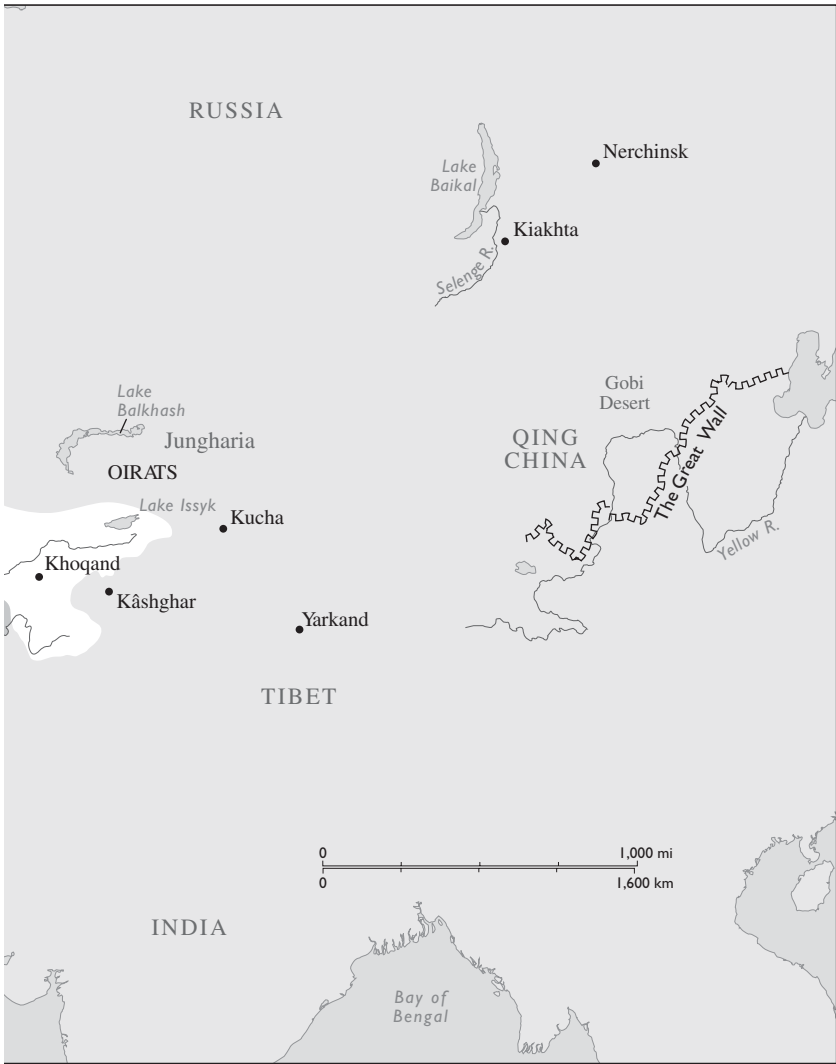 RUSSIA
Nerchinsk
Lake
Baikal
Kiakhta
Selenge R.
Lake
Balkhash
Gobi
Desert
Jungharia
QING
CHINA
OIRATS
The Great Wall
Lake Issyk
Kucha
Yellow R.
Khoqand
Kâshghar
Yarkand
TIBET
0 1,000 mi
0 1,600 km
INDIA
Bay of
Bengal